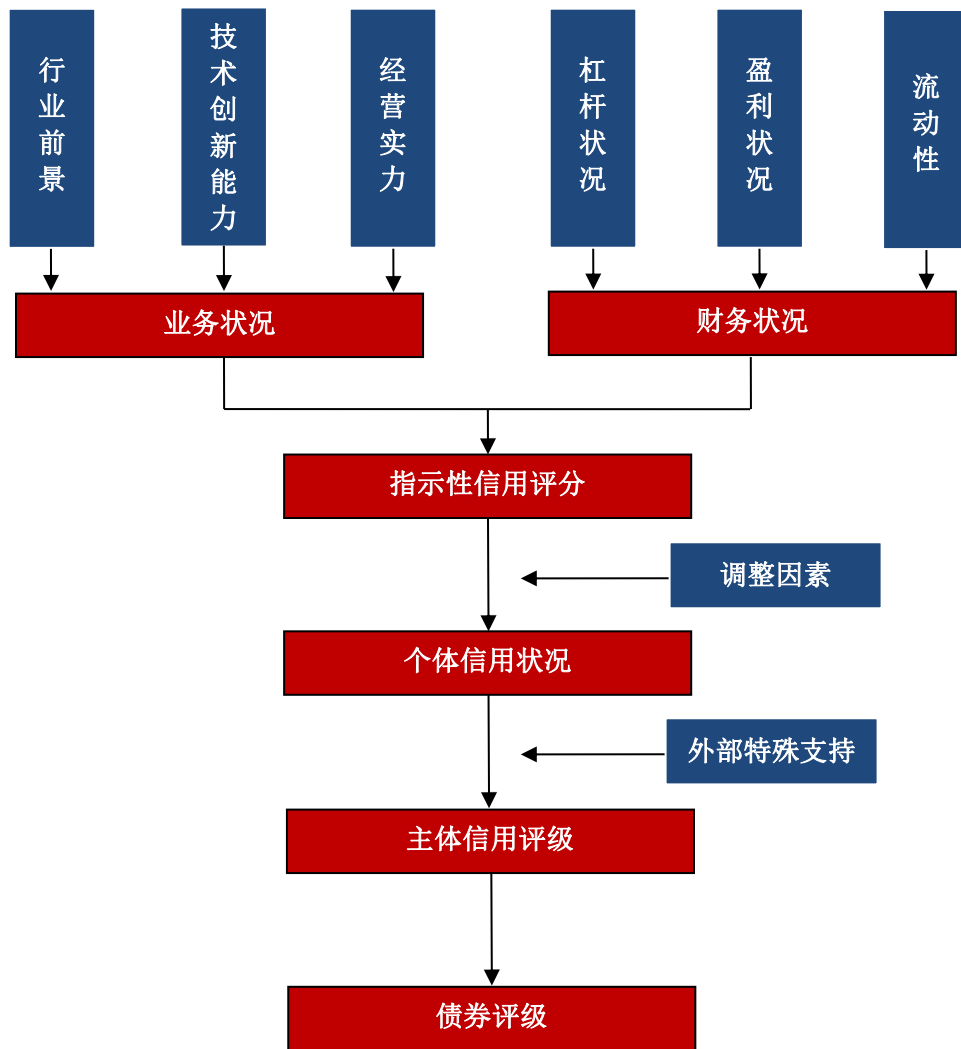 行业前景
技术创新能力
经营实力
杠杆状况
盈利状况
流动性
业务状况
财务状况
指示性信用评分
调整因素
个体信用状况
外部特殊支持
主体信用评级
债券评级